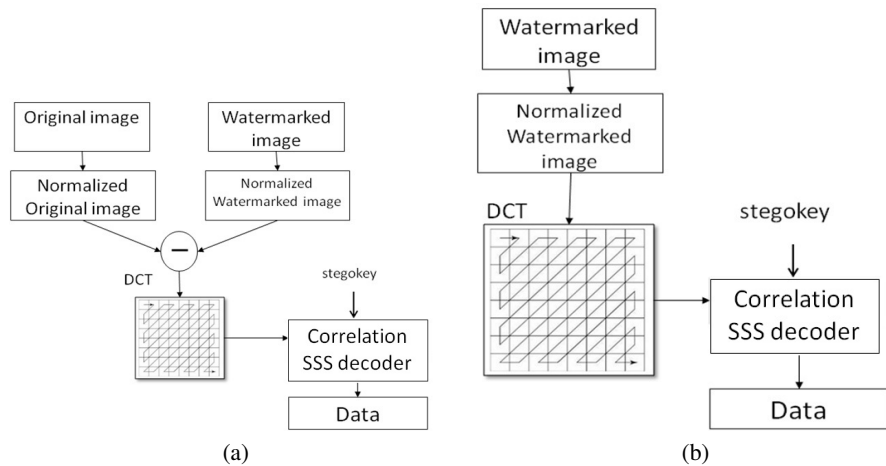 Original image
Watermarked
image
Normalized
Original image
Normalized
Watermarked image
−
DCT
stegokey
Correlation
SSS decoder
Data
(a)
Watermarked
image
Normalized
Watermarked
image
DCT
stegokey
Correlation
SSS decoder
Data
(b)